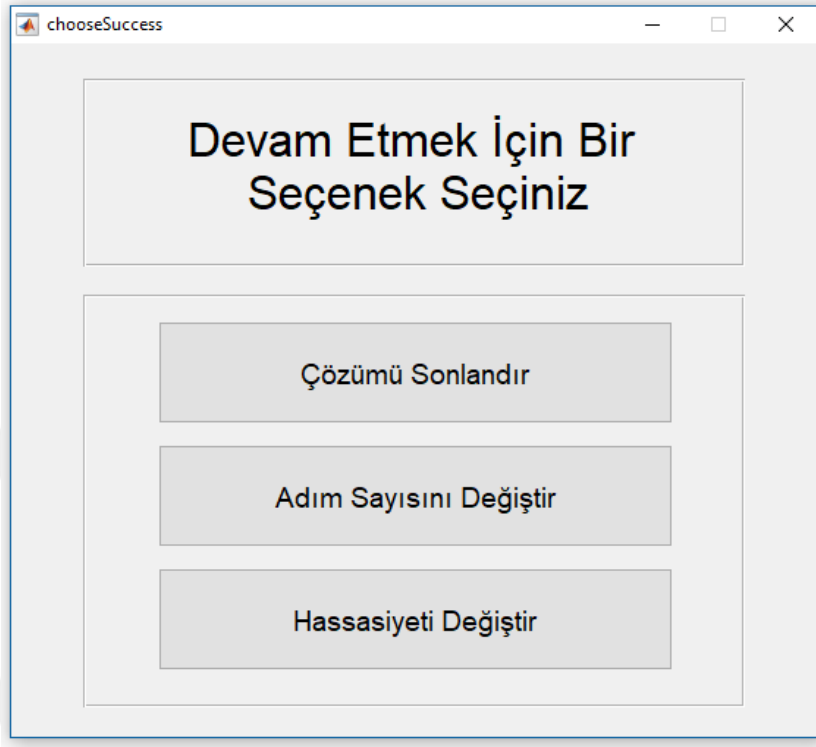 chooseSuccess
Devam Etmek İçin Bir
Seçenek Seçiniz
Çözümü Sonlandır
Adım Sayısını Değiştir
Hassasiyeti Değiştir